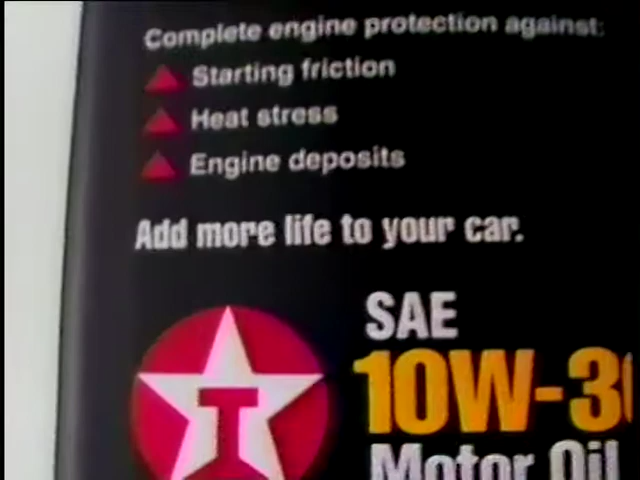 Complete engine protection against:
Starting friction
Heat stress
Engine deposits
Add more life to your car.
SAE
10W-30
Motor Oil
T